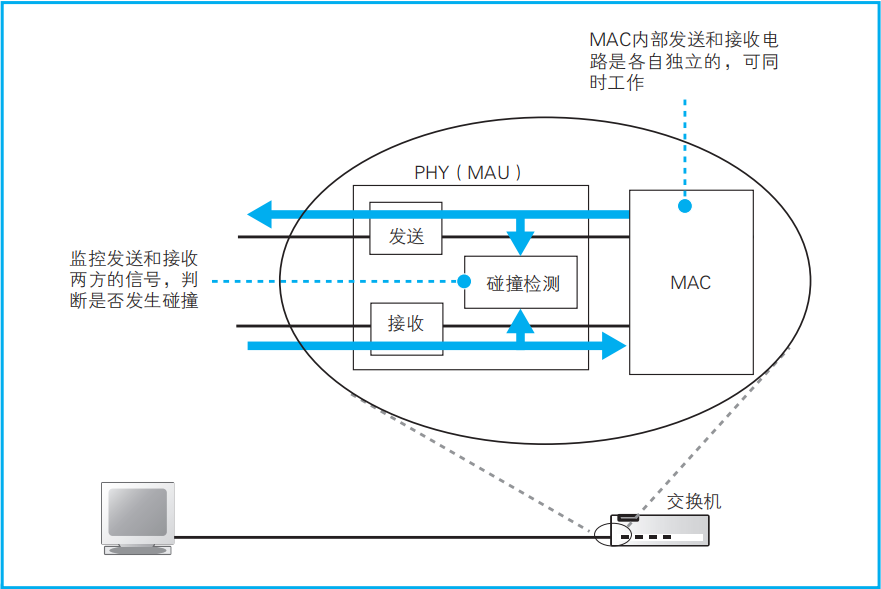 MAC内部发送和接收电
路是各自独立的，可同
时工作
PHY（MAU）
发送
监控发送和接收
两方的信号，判
断是否发生碰撞
碰撞检测
MAC
接收
交换机